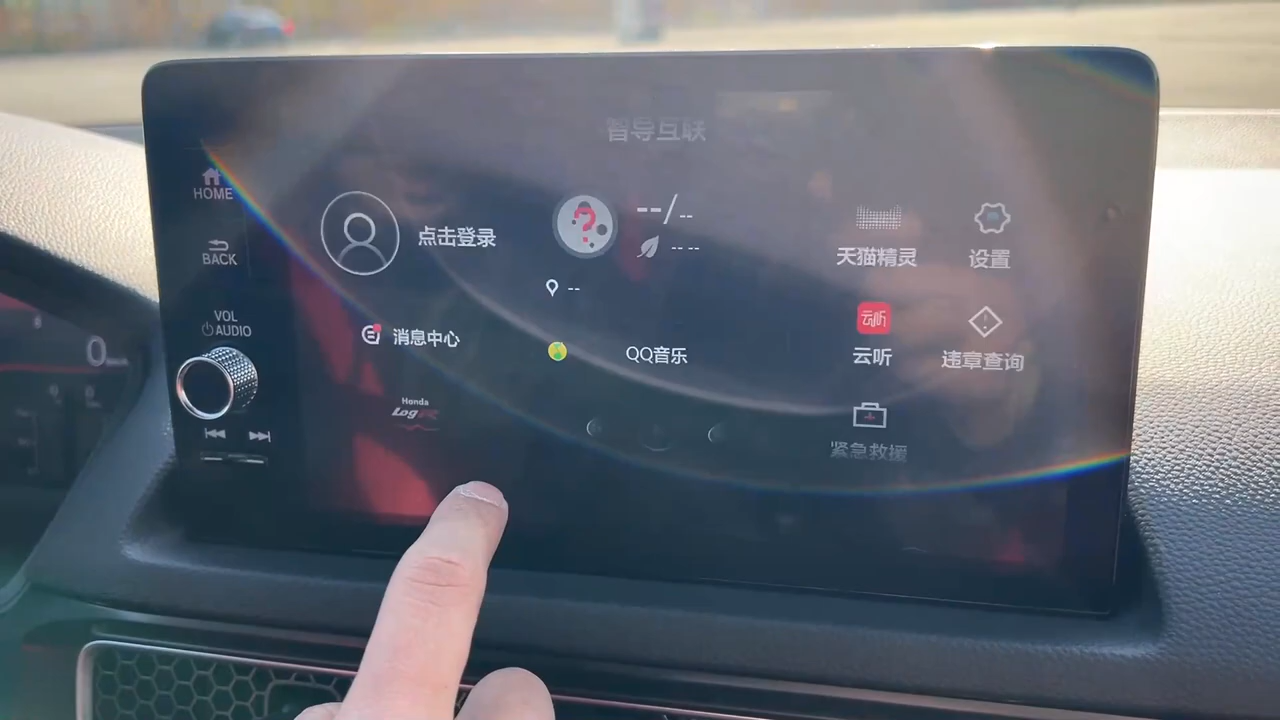 智导互联
HOME
BACK
VOL
AUDIO
点击登录
--/--
-- --
--
消息中心
QQ音乐
Honda
Log R
天猫精灵
设置
云听
云听
违章查询
紧急救援
0